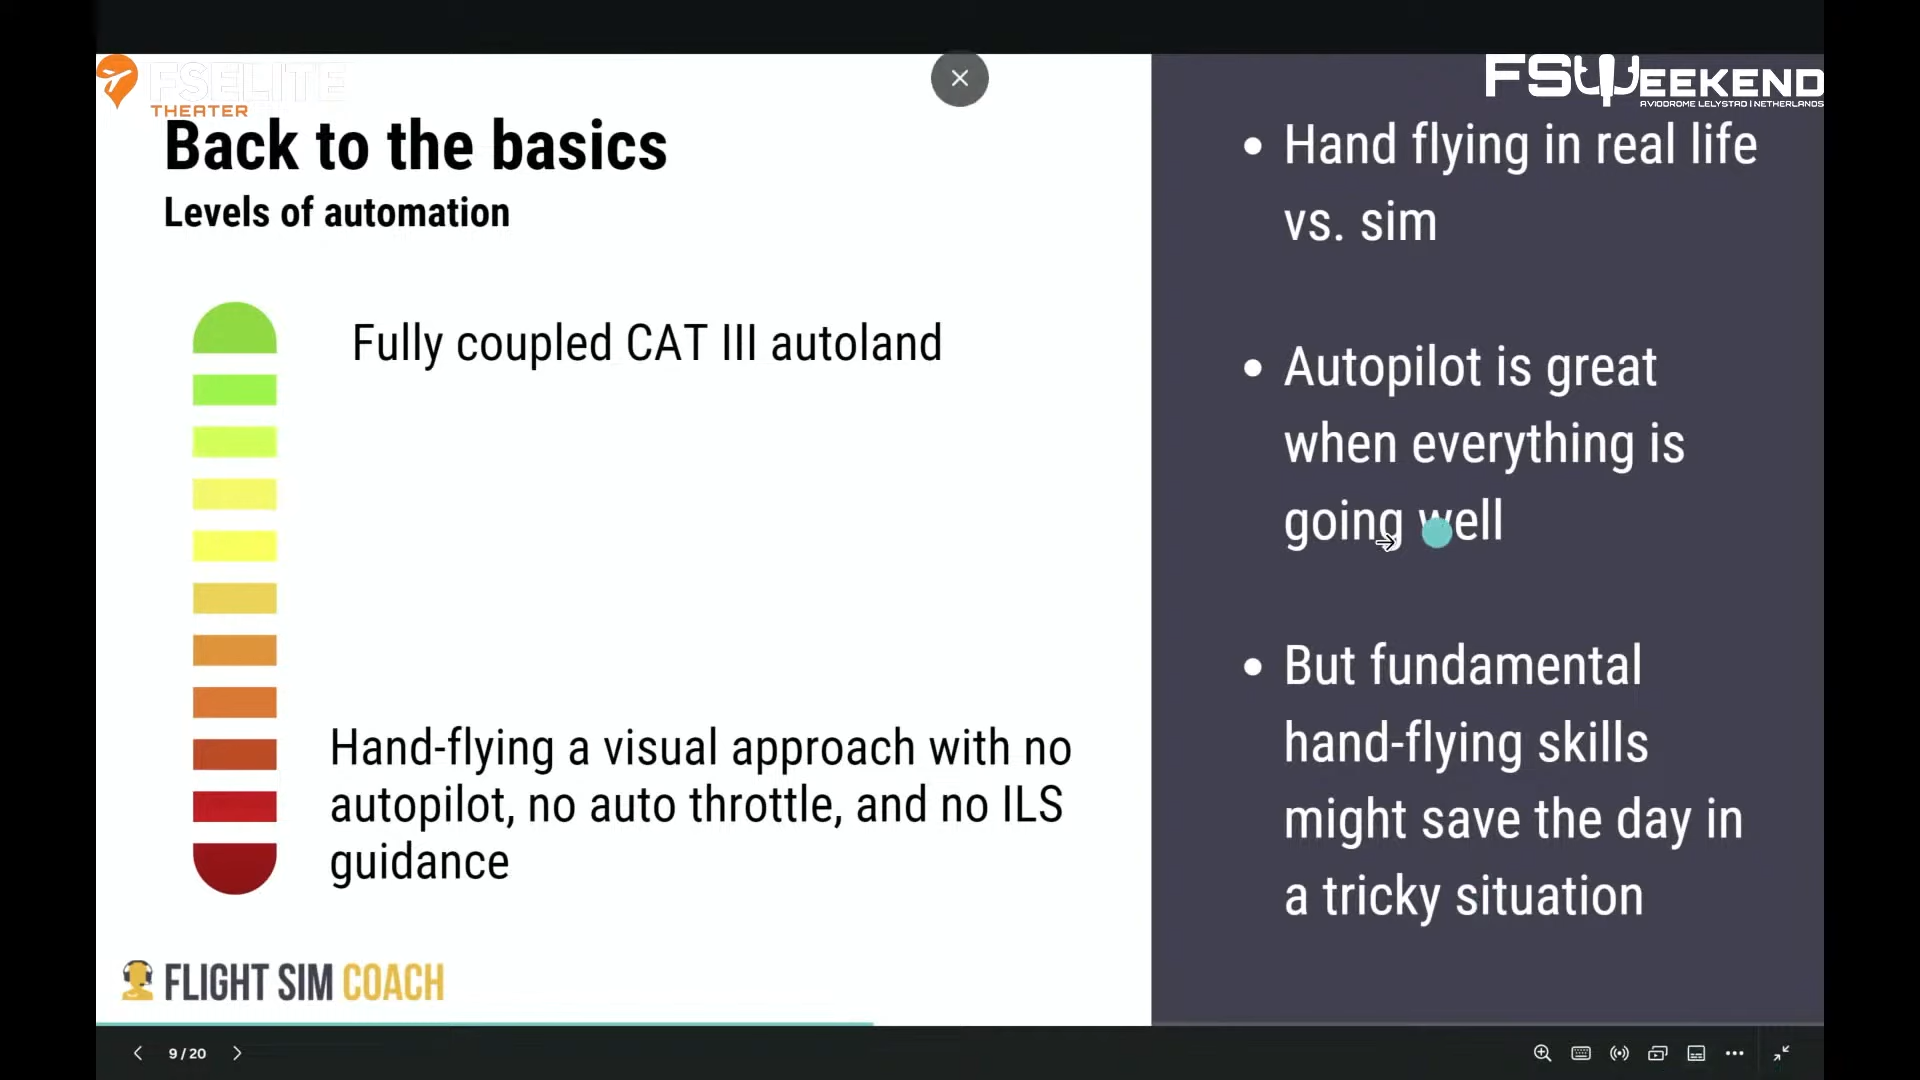 FSELITE
THEATER
FSWEEKEND
AVIODROME LELYSTAD | NETHERLANDS
Back to the basics
Levels of automation
Fully coupled CAT III autoland
Hand-flying a visual approach with no
autopilot, no auto throttle, and no ILS
guidance
• Hand flying in real life
vs. sim
• Autopilot is great
when everything is
going well
• But fundamental
hand-flying skills
might save the day in
a tricky situation
FLIGHT SIM COACH
9 / 20